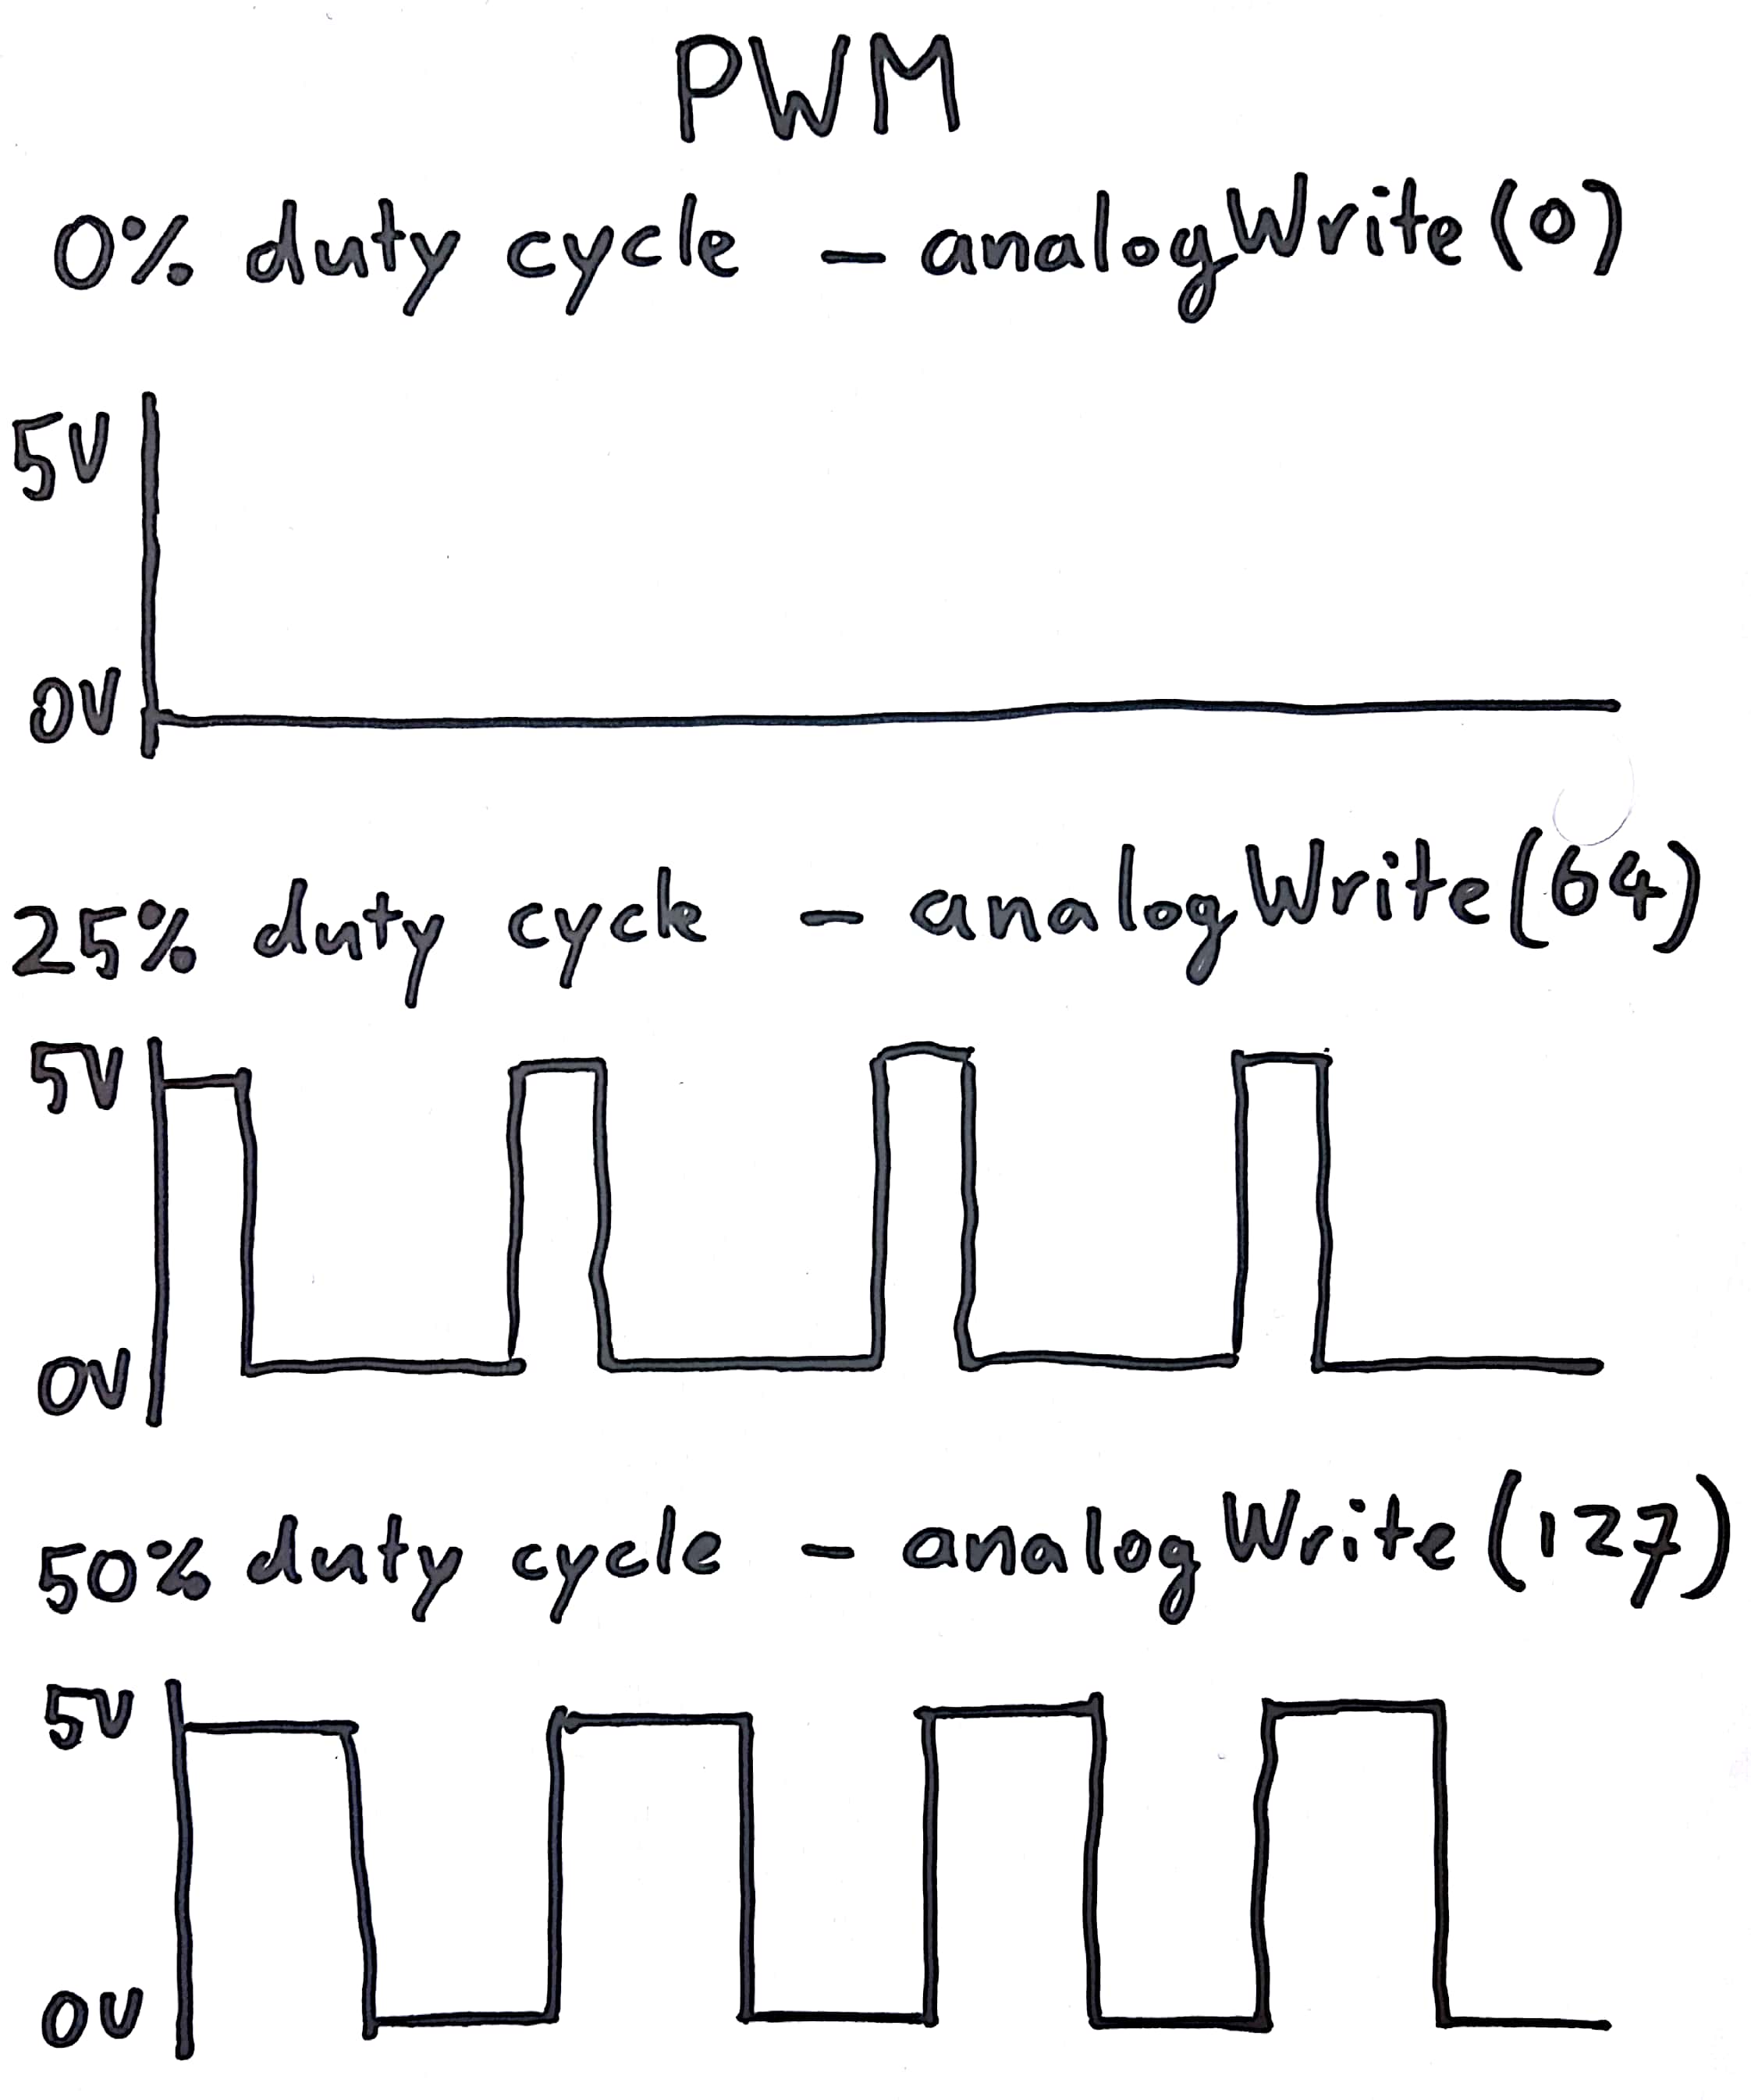 PWM
0% duty cycle - analogWrite(0)
5V
0V
25% duty cycle - analogWrite(64)
5V
0V
50% duty cycle - analogWrite(127)
5V
0V